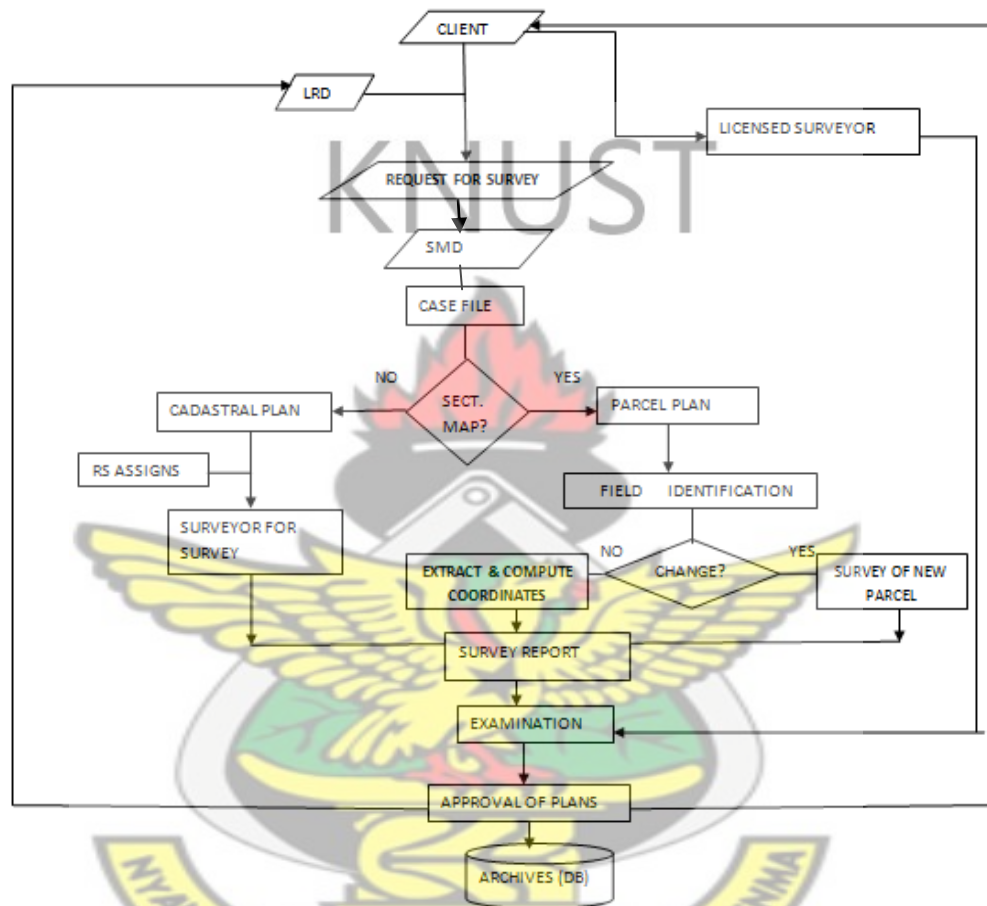 CLIENT
LRD
LICENSED SURVEYOR
KNUST
REQUEST FOR SURVEY
SMD
CASE FILE
NO
YES
SECT.
MAP?
CADASTRAL PLAN
PARCEL PLAN
RS ASSIGNS
FIELD IDENTIFICATION
SURVEYOR FOR
SURVEY
NO
YES
EXTRACT & COMPUTE
COORDINATES
CHANGE?
SURVEY OF NEW
PARCEL
SURVEY REPORT
EXAMINATION
APPROVAL OF PLANS
ARCHIVES (DB)